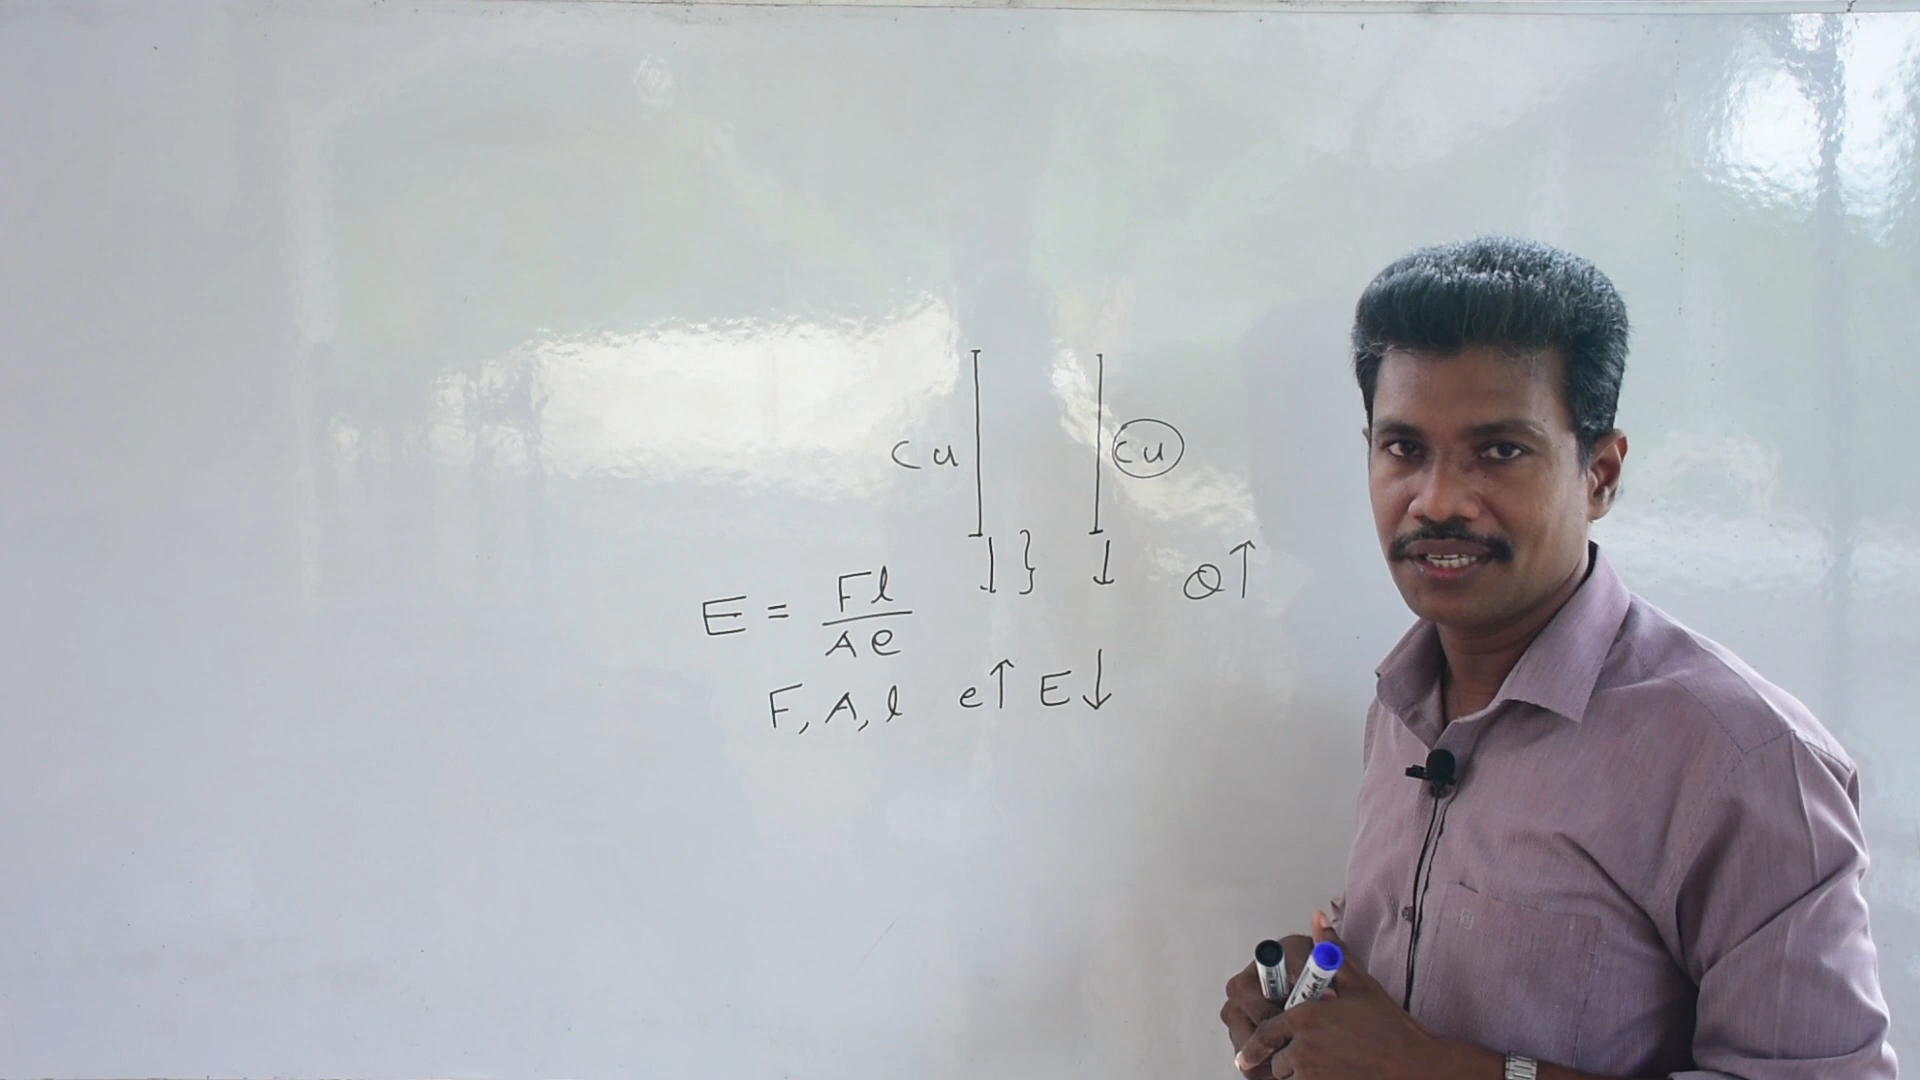 Cu Cu
θ↑
E = Fl/Ae
F, A, l e↑ E↓